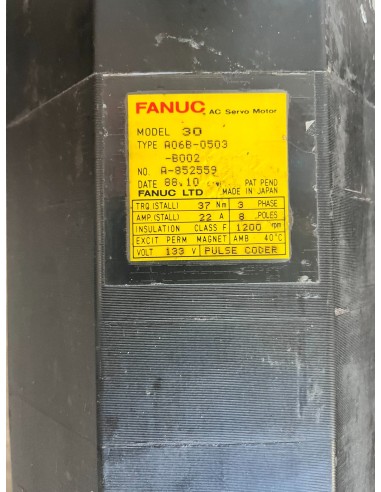 FANUC AC Servo Motor
MODEL 30
TYPE A06B-0503
-B002
NO. A-852559
DATE 88.10 PAT PEND
FANUC LTD MADE IN JAPAN
TRQ (STALL) 37 Nm 3 PHASE
AMP. (STALL) 22 A 8 POLES
INSULATION CLASS F 1200 rpm
EXCIT PERM MAGNET AMB 40°C
VOLT 133 V PULSE CODER